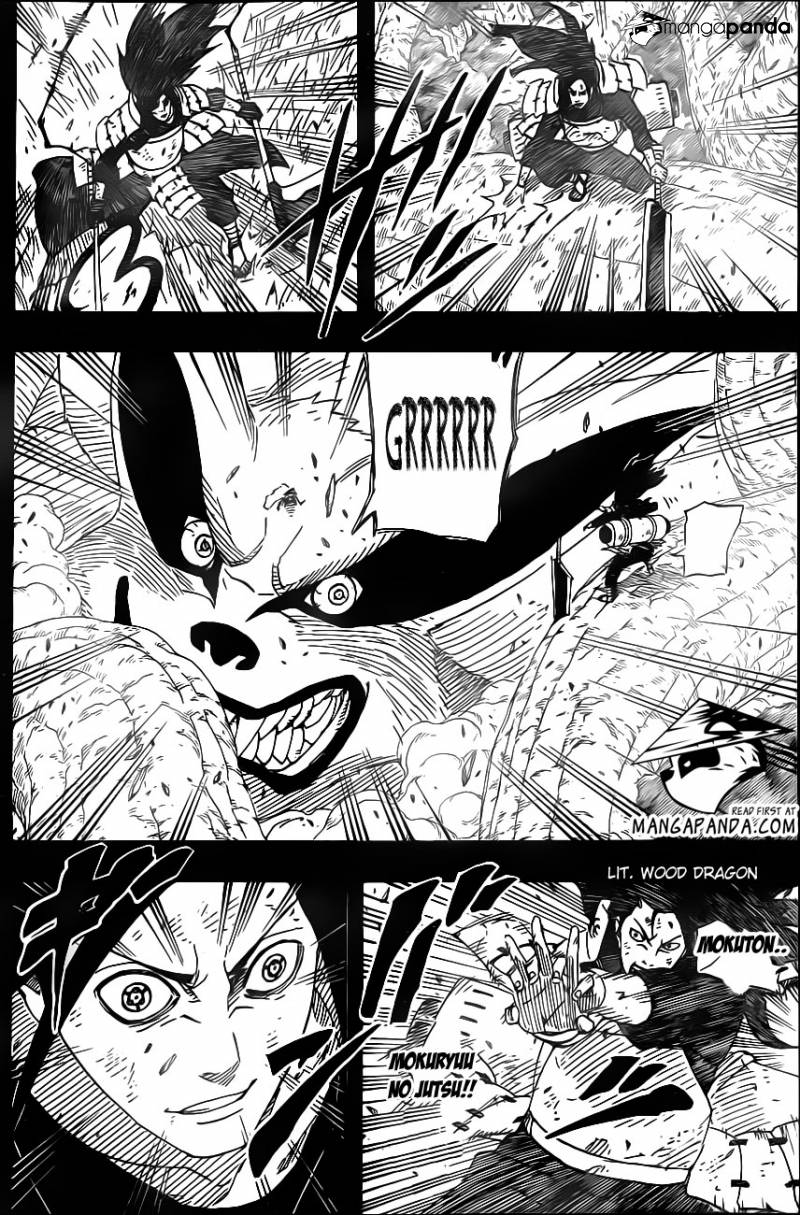 mangapanda
GRRRRRR
READ FIRST AT
MANGAPANDA.COM
LIT. WOOD DRAGON
MOKUTON..
MOKURYUU
NO JUTSU!!